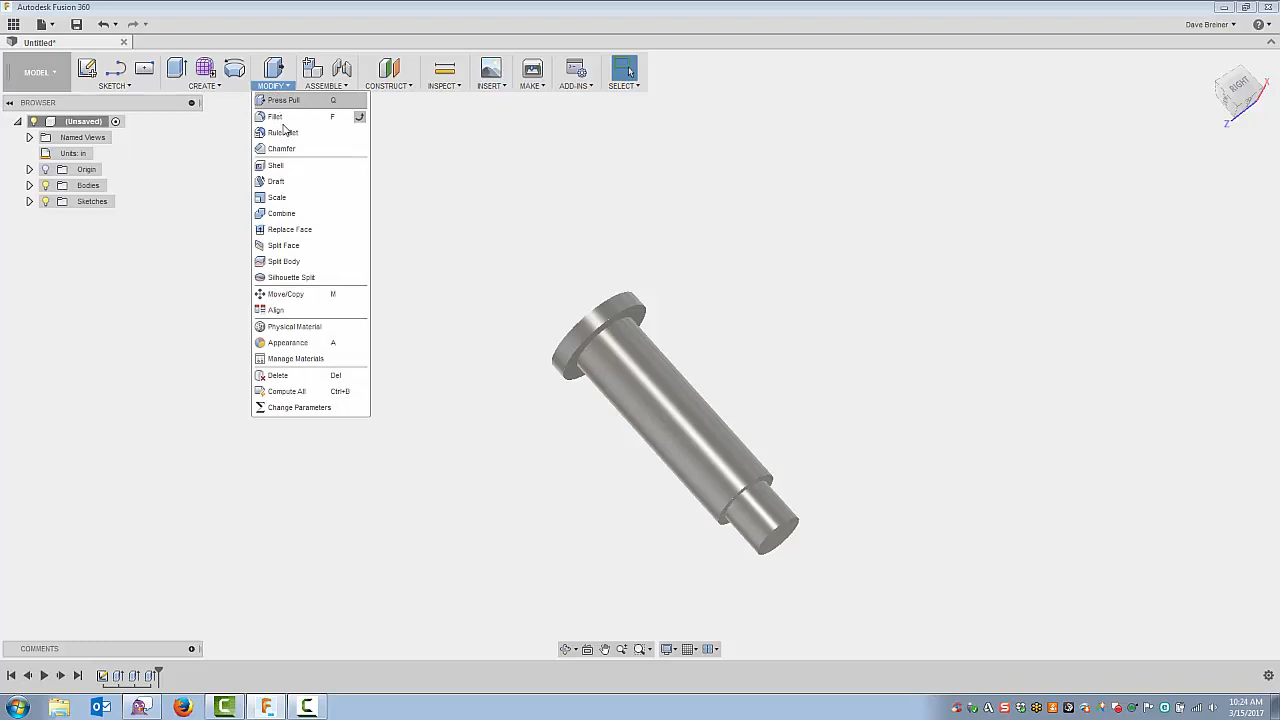 Autodesk Fusion 360
Dave Breiner
Untitled*
MODEL
SKETCH
CREATE
MODIFY
ASSEMBLE
CONSTRUCT
INSPECT
INSERT
MAKE
ADD-INS
SELECT
BROWSER
(Unsaved)
Named Views
Units: in
Origin
Bodies
Sketches
Press Pull Q
Fillet F
Chamfer
Shell
Draft
Scale
Combine
Replace Face
Split Face
Split Body
Silhouette Split
Move/Copy M
Align
Physical Material
Appearance A
Manage Materials
Delete Del
Compute All Ctrl+B
Change Parameters
RIGHT
X
Z
COMMENTS
10:24 AM
3/15/2017